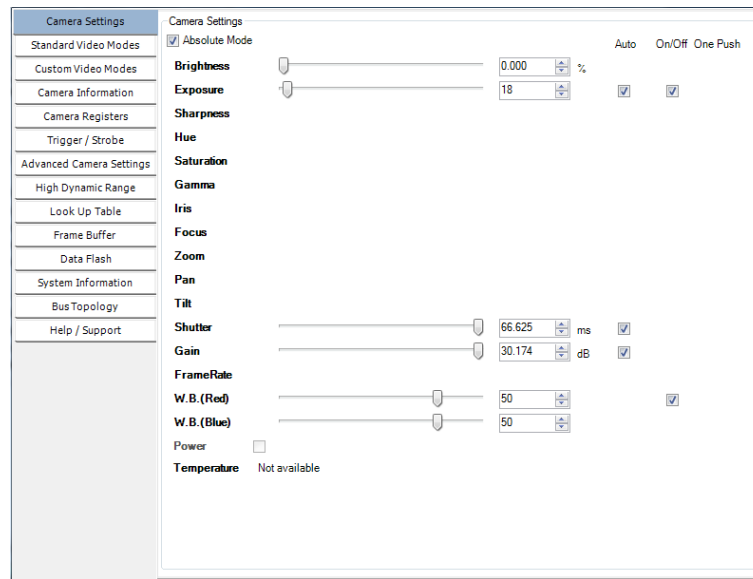 Camera Settings
Standard Video Modes
Custom Video Modes
Camera Information
Camera Registers
Trigger / Strobe
Advanced Camera Settings
High Dynamic Range
Look Up Table
Frame Buffer
Data Flash
System Information
Bus Topology
Help / Support
Camera Settings
Absolute Mode
Auto On/Off One Push
Brightness 0.000 %
Exposure 18
Sharpness
Hue
Saturation
Gamma
Iris
Focus
Zoom
Pan
Tilt
Shutter 66.625 ms
Gain 30.174 dB
FrameRate
W.B.(Red) 50
W.B.(Blue) 50
Power
Temperature Not available